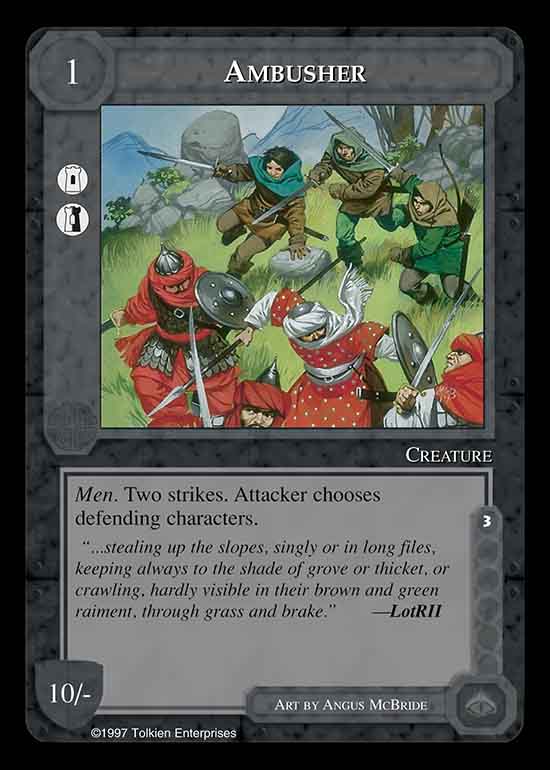 1
AMBUSHER
CREATURE
Men. Two strikes. Attacker chooses
defending characters.
3
“...stealing up the slopes, singly or in long files,
keeping always to the shade of grove or thicket, or
crawling, hardly visible in their brown and green
raiment, through grass and brake.” —LotRII
10/-
ART BY ANGUS MCBRIDE
©1997 Tolkien Enterprises